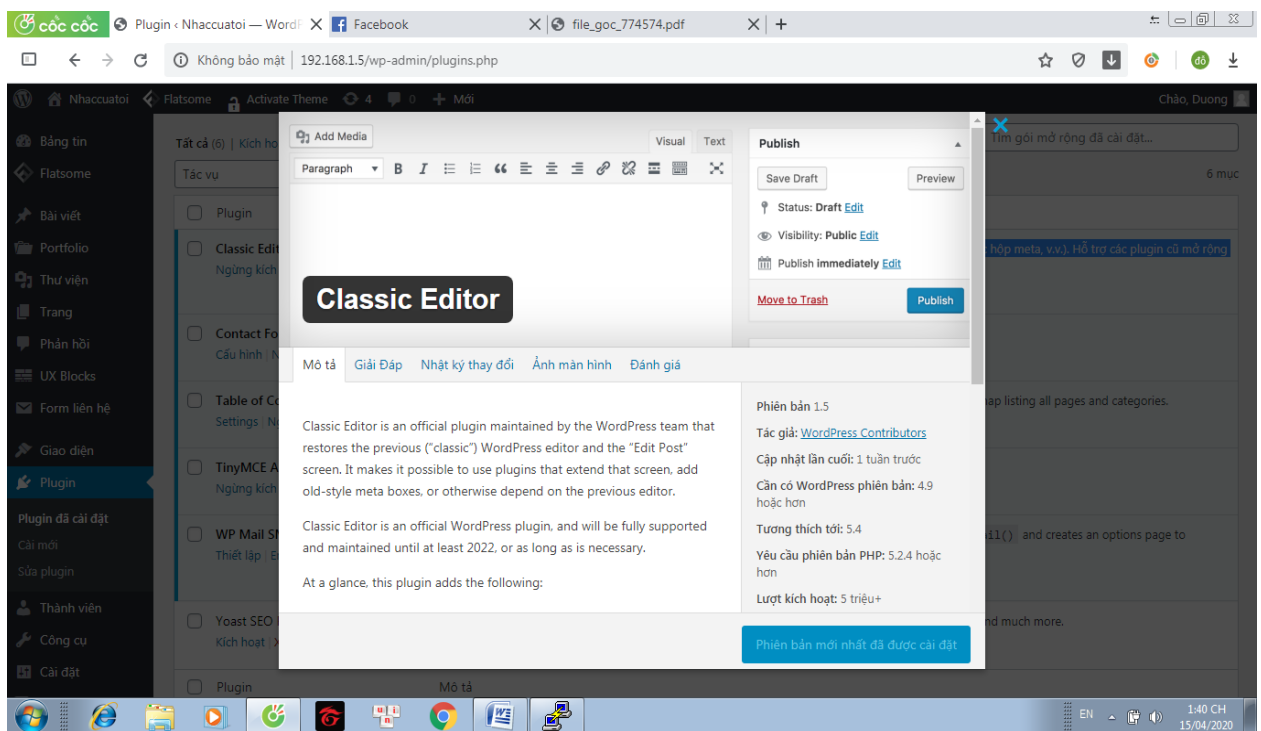 cốc cốc
Plugin ‹ Nhaccuatoi — WordP
Facebook
file_goc_774574.pdf
Không bảo mật
192.168.1.5/wp-admin/plugins.php
đô
Nhaccuatoi
Flatsome
Activate Theme
4
0
Mới
Chào, Duong
Bảng tin
Flatsome
Bài viết
Portfolio
Thư viện
Trang
Phản hồi
UX Blocks
Form liên hệ
Giao diện
Plugin
Plugin đã cài đặt
Cài mới
Sửa plugin
Thành viên
Công cụ
Cài đặt
Tất cả (6) | Kích ho
Tìm gói mở rộng đã cài đặt...
Tác vụ
6 mục
Plugin
Classic Edit
hộp meta, v.v.). Hỗ trợ các plugin cũ mở rộng
Ngừng kích
Contact Fo
Cấu hình | N
Table of Co
ap listing all pages and categories.
Settings | N
TinyMCE A
Ngừng kích
WP Mail SM
il() and creates an options page to
Thiết lập | E
Yoast SEO
nd much more.
Kích hoạt | X
Plugin
Mô tả
Add Media
Visual
Text
Paragraph
B
I
Publish
Save Draft
Preview
Status: Draft Edit
Visibility: Public Edit
Publish immediately Edit
Move to Trash
Publish
Classic Editor
Mô tả
Giải Đáp
Nhật ký thay đổi
Ảnh màn hình
Đánh giá
Classic Editor is an official plugin maintained by the WordPress team that
restores the previous (“classic”) WordPress editor and the “Edit Post”
screen. It makes it possible to use plugins that extend that screen, add
old-style meta boxes, or otherwise depend on the previous editor.
Classic Editor is an official WordPress plugin, and will be fully supported
and maintained until at least 2022, or as long as is necessary.
At a glance, this plugin adds the following:
Phiên bản 1.5
Tác giả: WordPress Contributors
Cập nhật lần cuối: 1 tuần trước
Cần có WordPress phiên bản: 4.9
hoặc hơn
Tương thích tới: 5.4
Yêu cầu phiên bản PHP: 5.2.4 hoặc
hơn
Lượt kích hoạt: 5 triệu+
Phiên bản mới nhất đã được cài đặt
EN
1:40 CH
15/04/2020